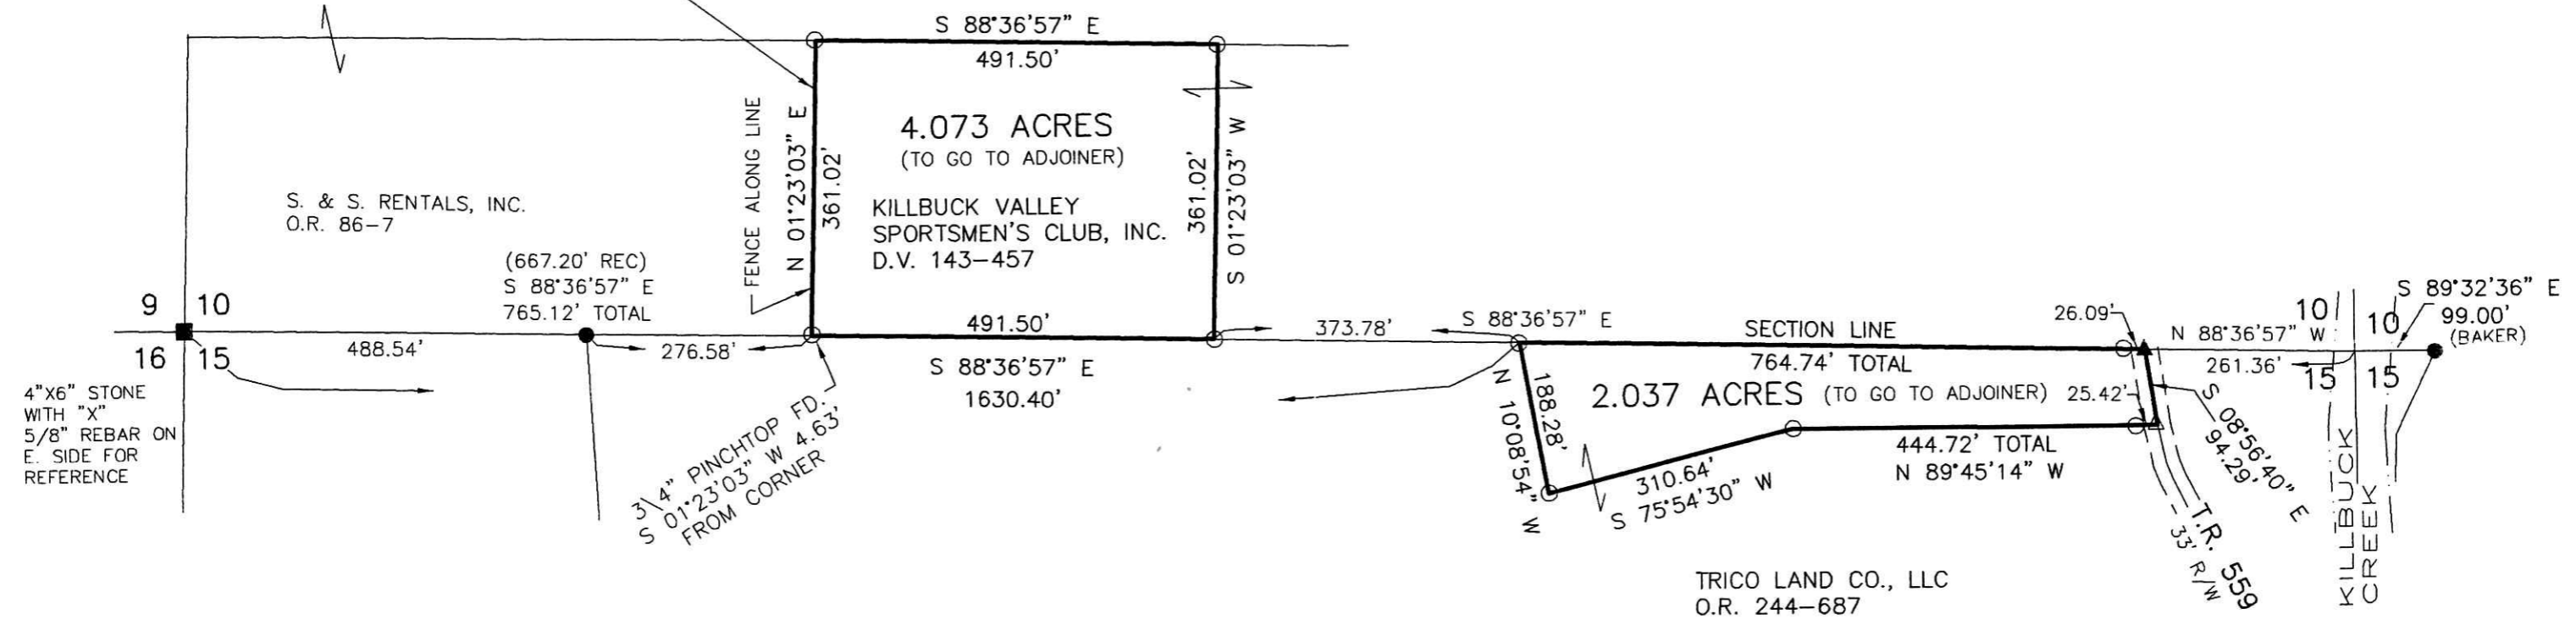 S 88°36'57" E
491.50'
FENCE ALONG LINE
N 01°23'03" E
361.02'
4.073 ACRES
(TO GO TO ADJOINER)
KILLBUCK VALLEY
SPORTSMEN'S CLUB, INC.
D.V. 143-457
361.02'
S 01°23'03" W
S. & S. RENTALS, INC.
O.R. 86-7
(667.20' REC)
S 88°36'57" E
765.12' TOTAL
9 10
16 15
488.54'
276.58'
491.50'
S 88°36'57" E
1630.40'
373.78'
S 88°36'57" E
4"X6" STONE
WITH "X"
5/8" REBAR ON
E. SIDE FOR
REFERENCE
3\4" PINCHTOP FD.
S 01°23'03" W 4.63'
FROM CORNER
SECTION LINE
764.74' TOTAL
2.037 ACRES (TO GO TO ADJOINER)
188.28'
N 10°08'54" W
310.64'
S 75°54'30" W
444.72' TOTAL
N 89°45'14" W
26.09'
25.42'
S 08°56'40" E
94.29'
N 88°36'57" W
261.36'
10 10
15 15
S 89°32'36" E
99.00'
(BAKER)
T.R. 559
33' R/W
KILLBUCK
CREEK
TRICO LAND CO., LLC
O.R. 244-687